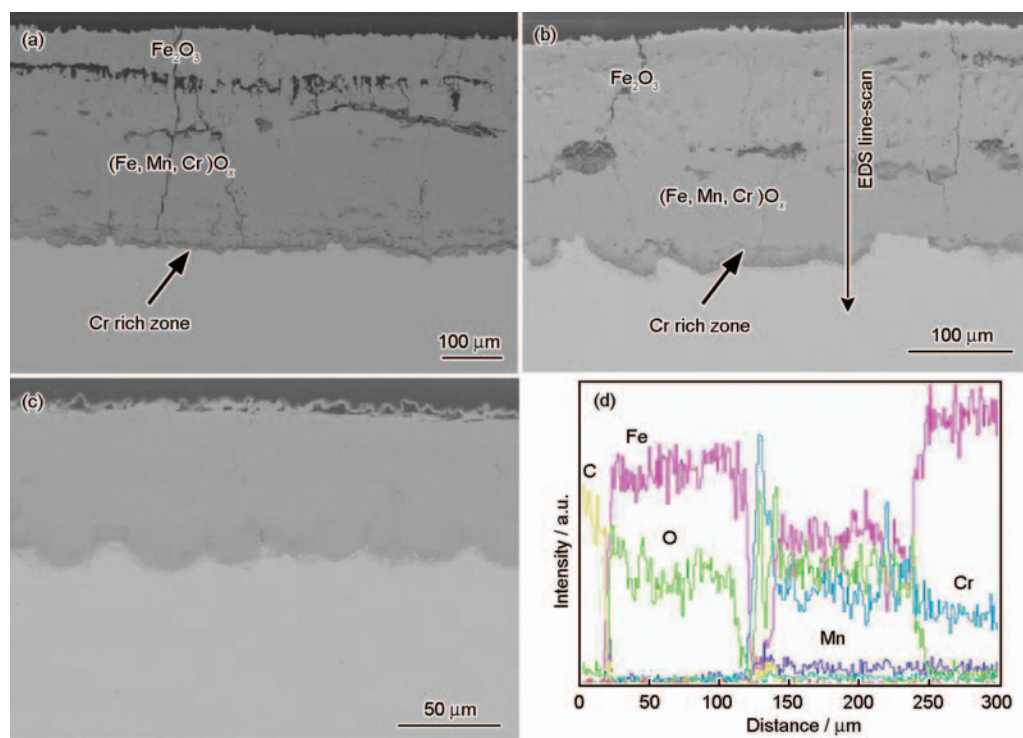 (a)
Fe₂O₃
(Fe, Mn, Cr )Oₓ
Cr rich zone
100 μm
(b)
Fe₂O₃
(Fe, Mn, Cr )Oₓ
EDS line-scan
Cr rich zone
100 μm
(c)
50 μm
(d)
Fe
C
O
Cr
Mn
Intensity / a.u.
0 50 100 150 200 250 300
Distance / μm